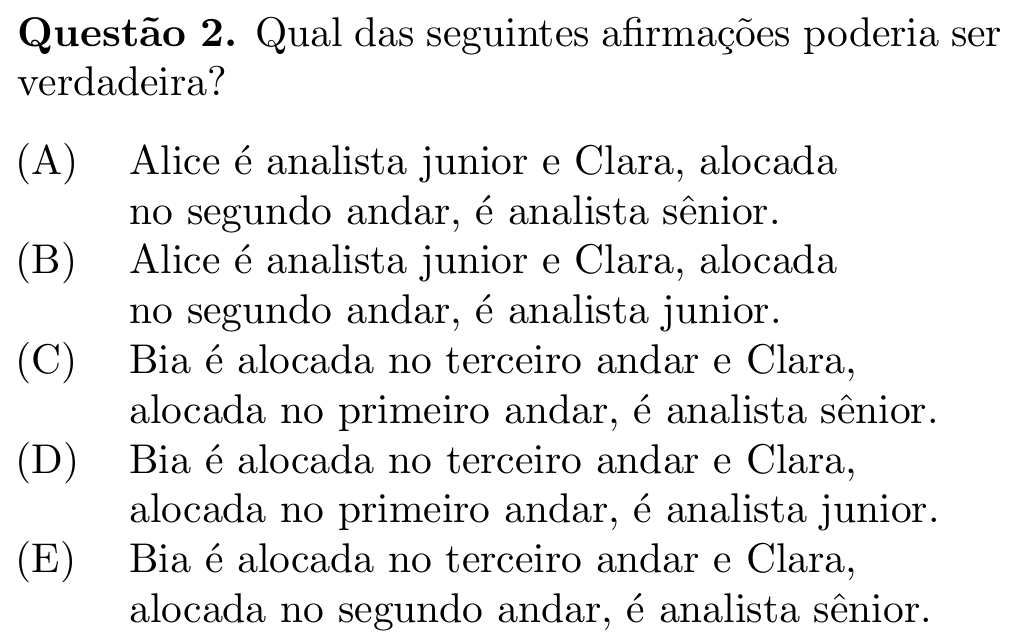 Questão 2. Qual das seguintes afirmações poderia ser
verdadeira?
(A) Alice é analista junior e Clara, alocada
no segundo andar, é analista sênior.
(B) Alice é analista junior e Clara, alocada
no segundo andar, é analista junior.
(C) Bia é alocada no terceiro andar e Clara,
alocada no primeiro andar, é analista sênior.
(D) Bia é alocada no terceiro andar e Clara,
alocada no primeiro andar, é analista junior.
(E) Bia é alocada no terceiro andar e Clara,
alocada no segundo andar, é analista sênior.